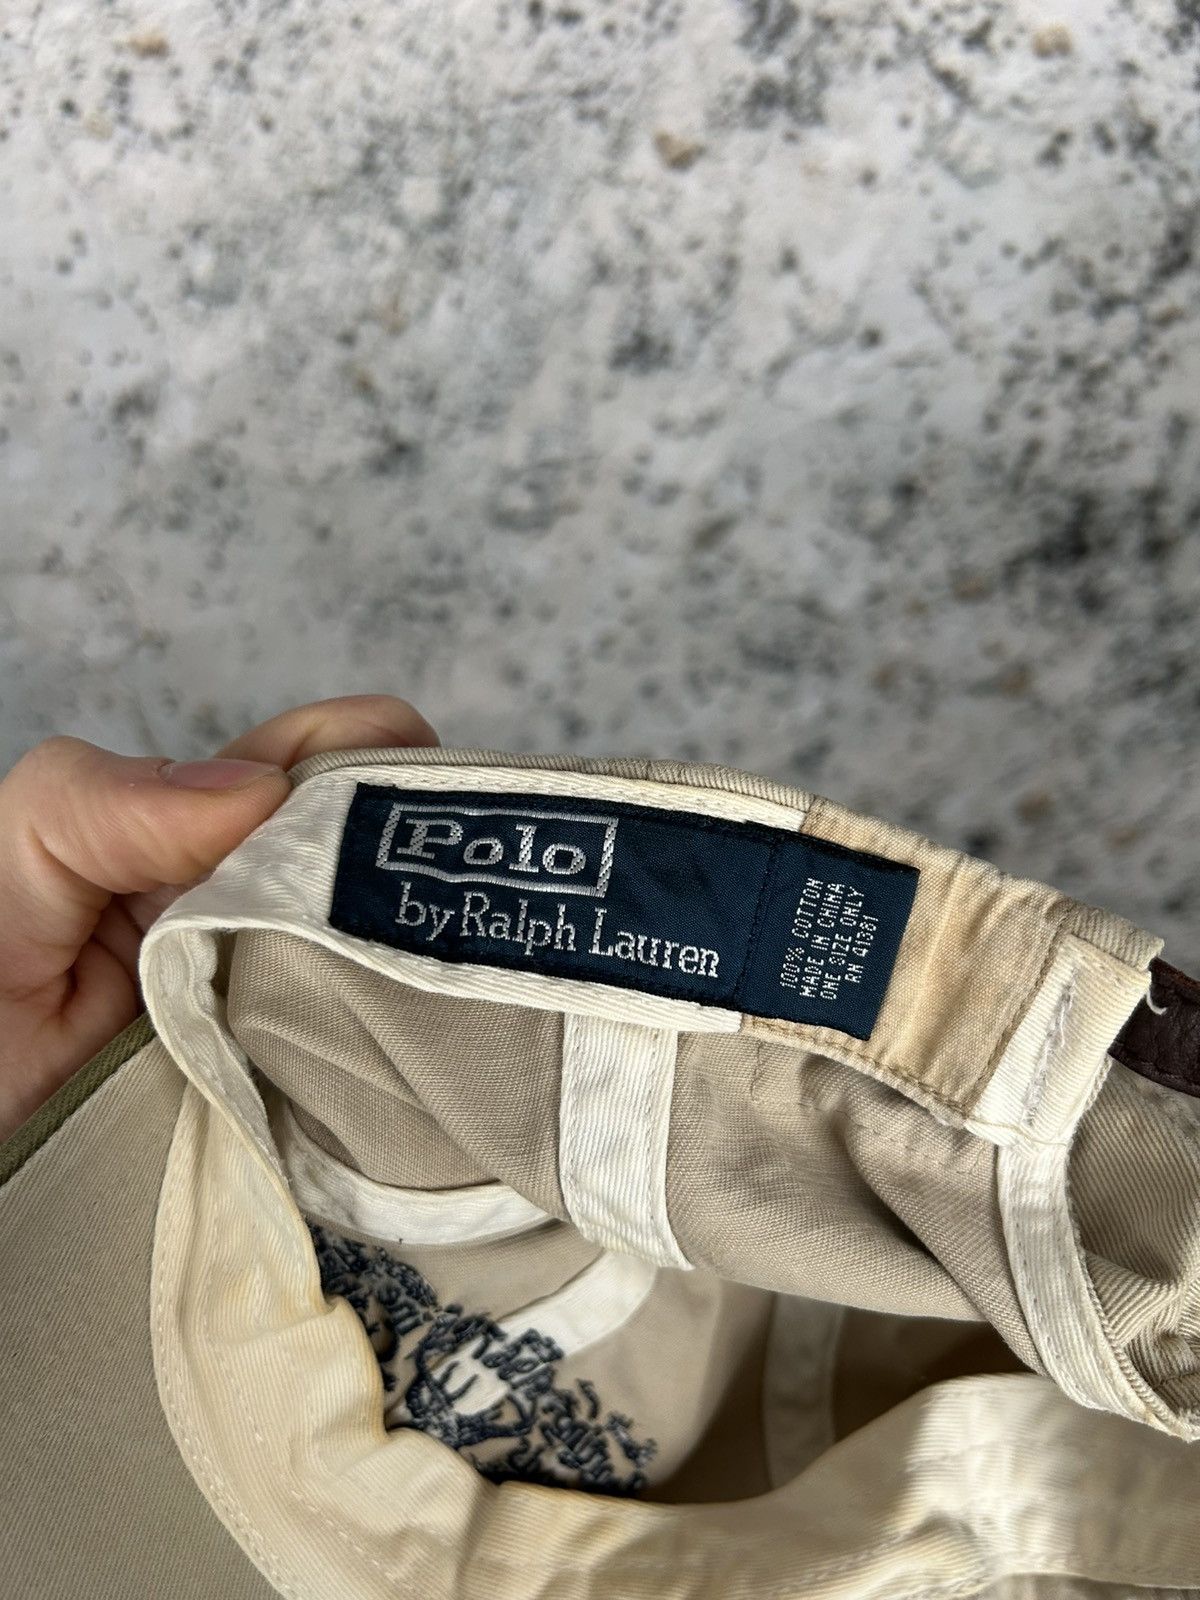 Polo
by Ralph Lauren
100% COTTON
MADE IN CHINA
ONE SIZE ONLY
RN 41381